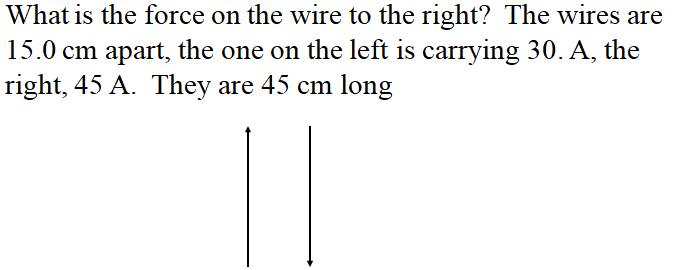 What is the force on the wire to the right?  The wires are
15.0 cm apart, the one on the left is carrying 30. A, the
right, 45 A.  They are 45 cm long